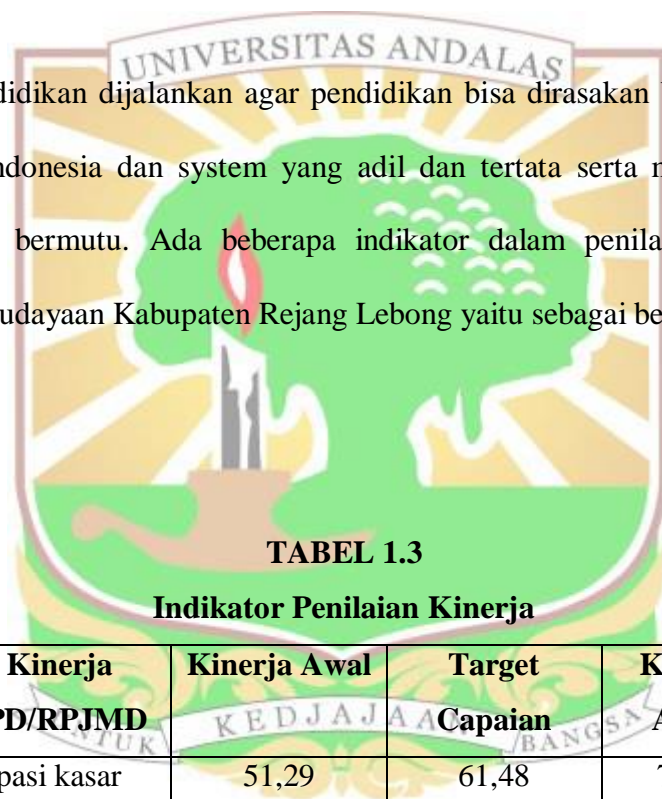 UNIVERSITAS ANDALAS
didikan dijalankan agar pendidikan bisa dirasakan
ndonesia dan system yang adil dan tertata serta
bermutu. Ada beberapa indikator dalam
udayaan Kabupaten Rejang Lebong yaitu sebagai
TABEL 1.3
Indikator Penilaian Kinerja
Kinerja Kinerja Awal Target
PD/RPJMD Capaian
KEDJAJAAN BANGSA
pasi kasar 51,29 61,48